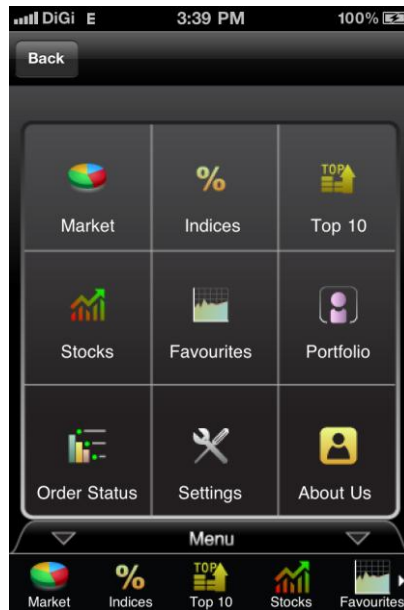 DiGi E 3:39 PM 100%
Back
TOP
Market Indices Top 10
Stocks Favourites Portfolio
Order Status Settings About Us
Menu
TOP
Market Indices Top 10 Stocks Favourites